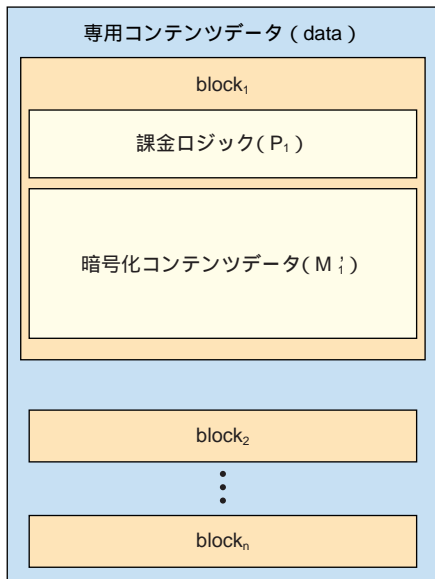 専用コンテンツデータ（data）
block₁
課金ロジック（P₁）
暗号化コンテンツデータ（M'₁）
block₂
block_n